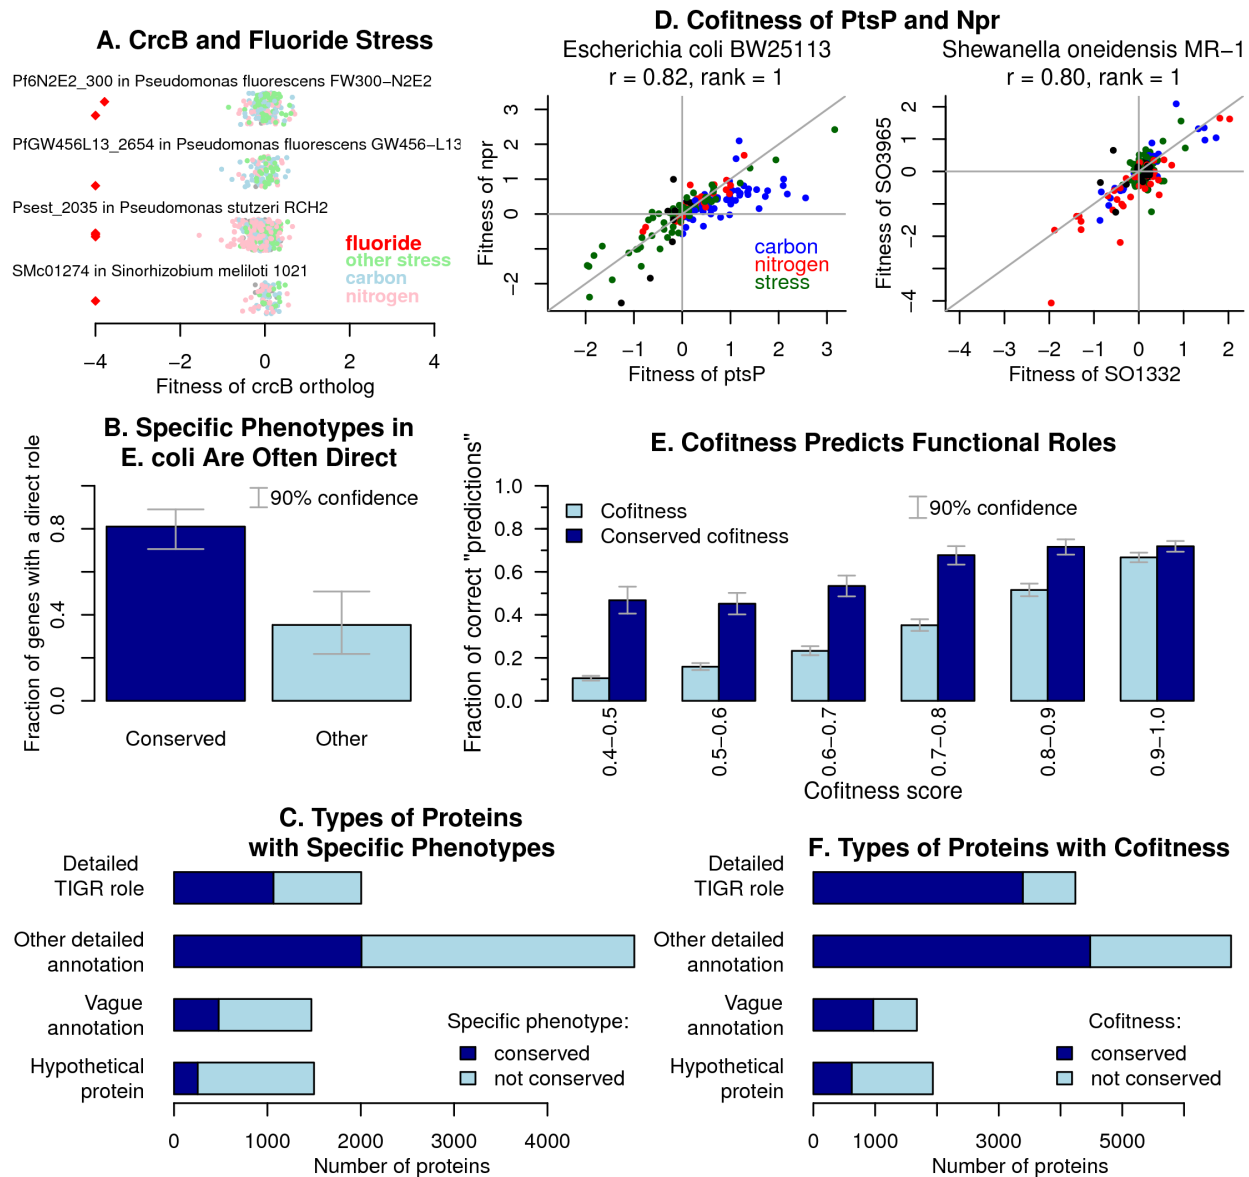 A. CrcB and Fluoride Stress
Pf6N2E2_300 in Pseudomonas fluorescens FW300−N2E2
PfGW456L13_2654 in Pseudomonas fluorescens GW456−L13
Psest_2035 in Pseudomonas stutzeri RCH2
SMc01274 in Sinorhizobium meliloti 1021
fluoride
other stress
carbon
nitrogen
−4 −2 0 2 4
Fitness of crcB ortholog
D. Cofitness of PtsP and Npr
Escherichia coli BW25113
r = 0.82, rank = 1
Fitness of npr
3
2
1
0
−2
carbon
nitrogen
stress
−2 −1 0 1 2 3
Fitness of ptsP
Shewanella oneidensis MR−1
r = 0.80, rank = 1
Fitness of SO3965
2
1
0
−2
−4
−4 −3 −2 −1 0 1 2
Fitness of SO1332
B. Specific Phenotypes in
E. coli Are Often Direct
Fraction of genes with a direct role
0.8
0.4
0.0
90% confidence
Conserved Other
E. Cofitness Predicts Functional Roles
Fraction of correct "predictions"
1.0
0.8
0.6
0.4
0.2
0.0
Cofitness
Conserved cofitness
90% confidence
0.4−0.5 0.5−0.6 0.6−0.7 0.7−0.8 0.8−0.9 0.9−1.0
Cofitness score
C. Types of Proteins
with Specific Phenotypes
Detailed
TIGR role
Other detailed
annotation
Vague
annotation
Hypothetical
protein
Specific phenotype:
conserved
not conserved
0 1000 2000 3000 4000
Number of proteins
F. Types of Proteins with Cofitness
Detailed
TIGR role
Other detailed
annotation
Vague
annotation
Hypothetical
protein
Cofitness:
conserved
not conserved
0 1000 3000 5000
Number of proteins